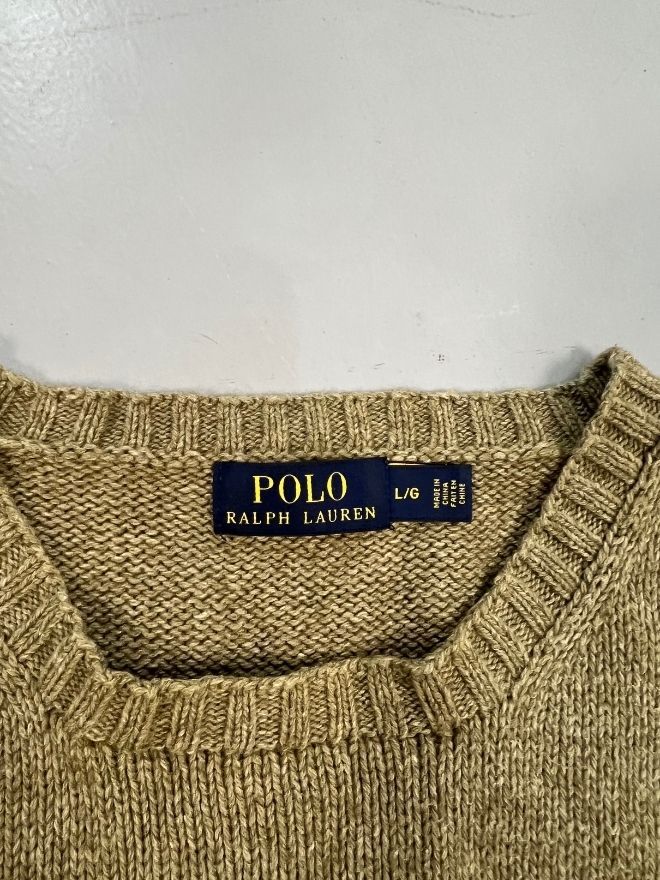 POLO
RALPH LAUREN
L/G
MADE IN
CHINA
FAIT EN
CHINE